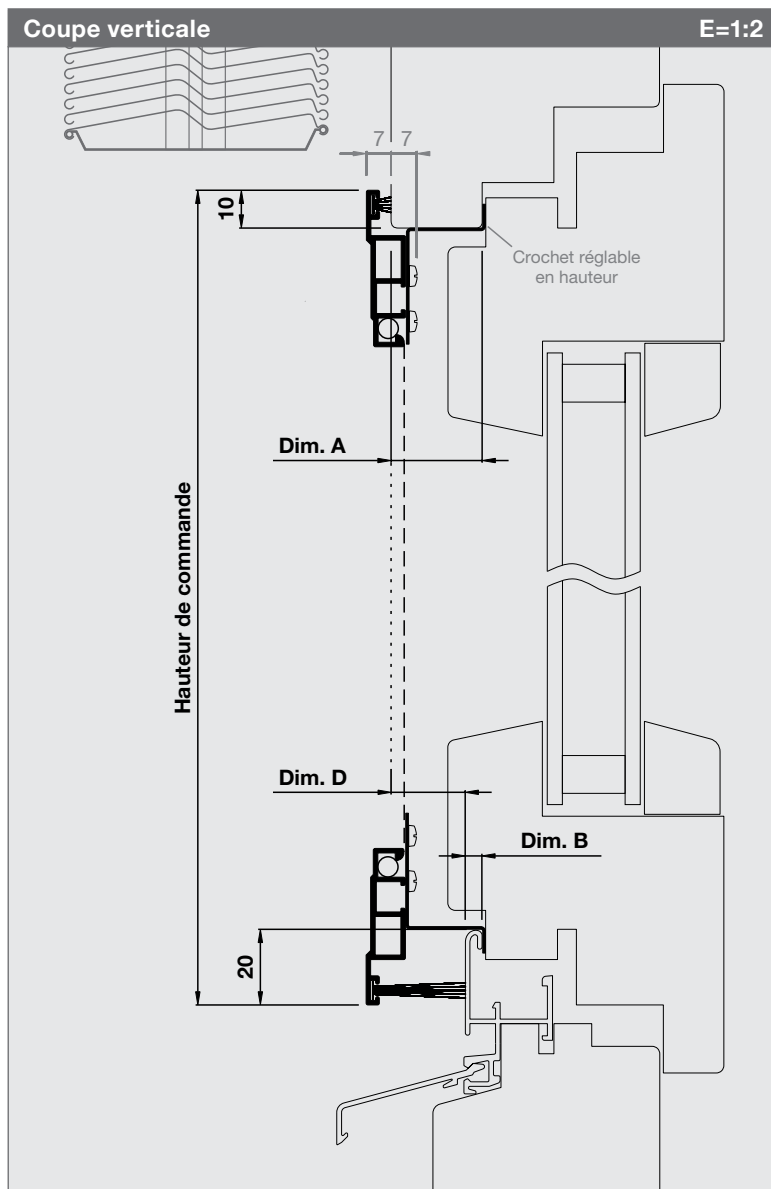 Coupe verticale E=1:2
7 7
10
Crochet réglable
en hauteur
Dim. A
Hauteur de commande
Dim. D
Dim. B
20